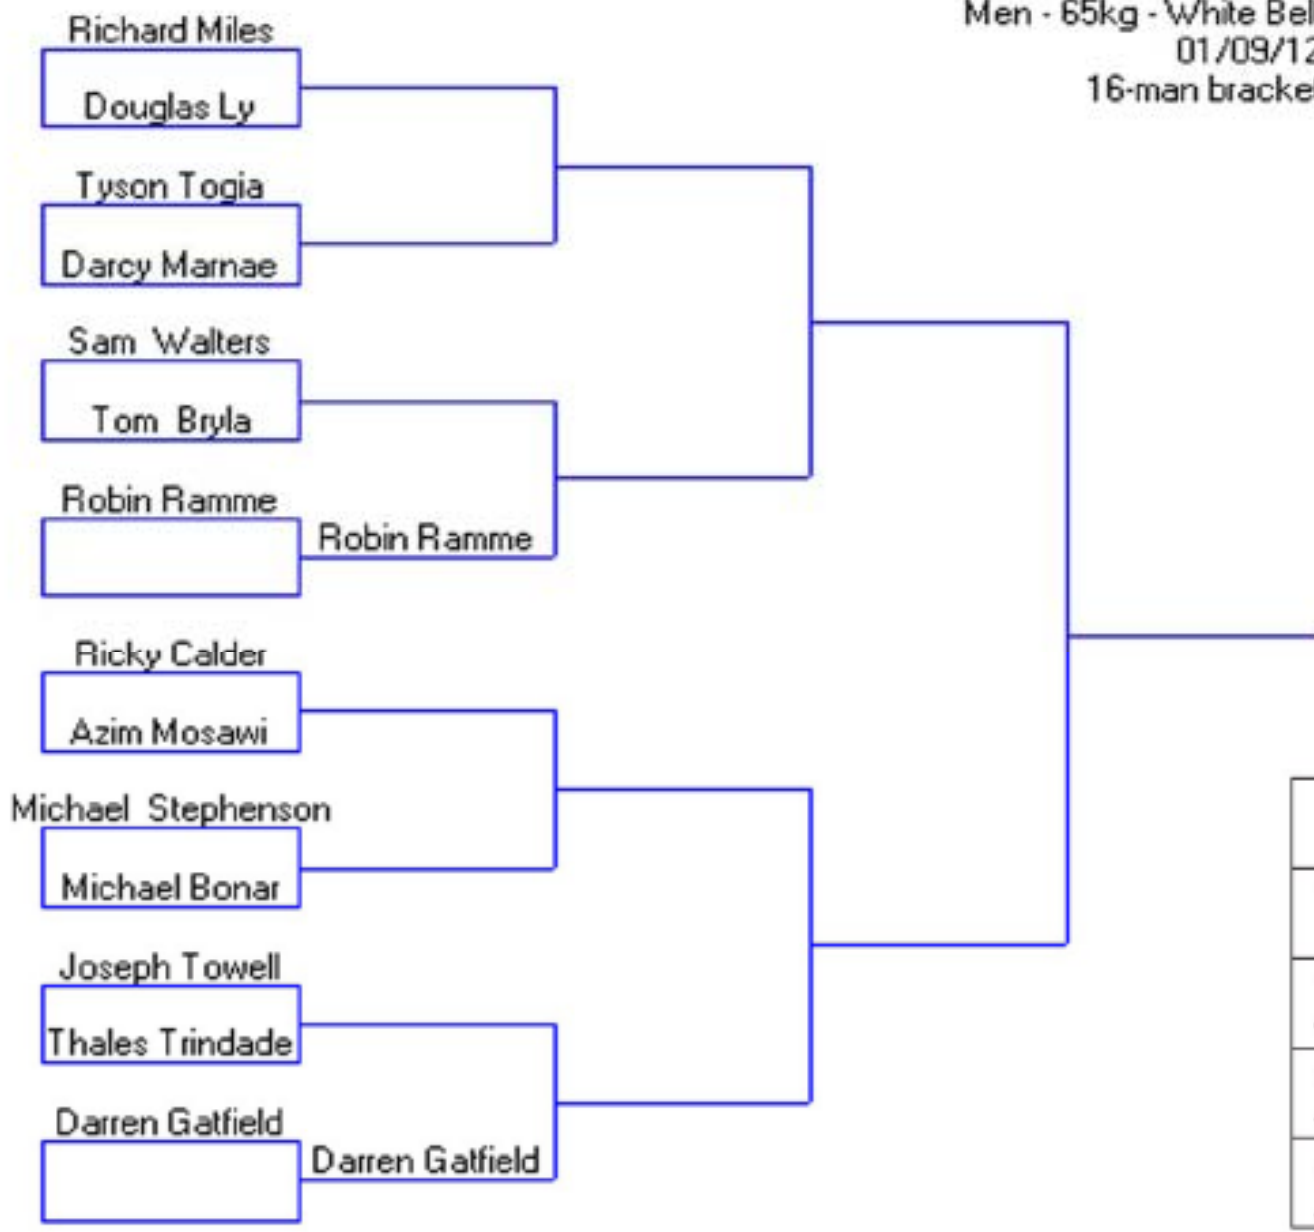 Men - 65kg - White Bel
01/09/12
16-man bracke
Richard Miles
Douglas Ly
Tyson Togia
Darcy Marnae
Sam Walters
Tom Bryla
Robin Ramme
Robin Ramme
Ricky Calder
Azim Mosawi
Michael Stephenson
Michael Bonar
Joseph Towell
Thales Trindade
Darren Gatfield
Darren Gatfield